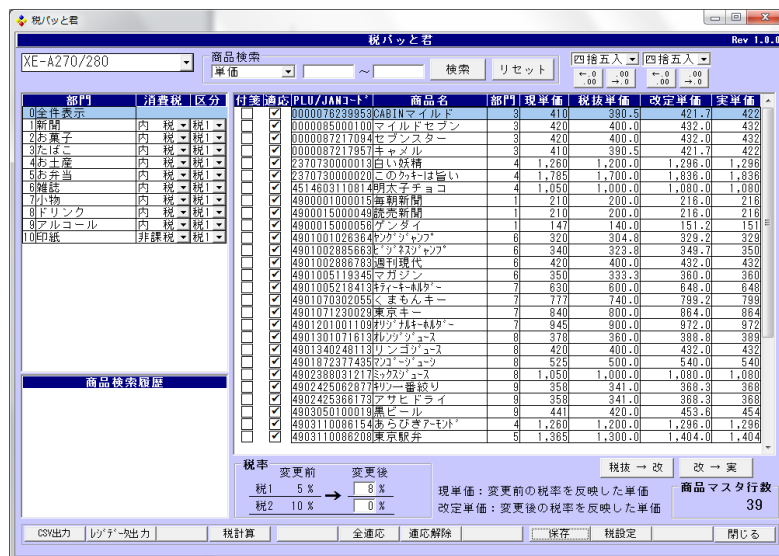 税パッと君
税パッと君 Rev 1.0.0
XE-A270/280
商品検索
単価 ～ 検索 リセット
四捨五入 四捨五入
←.0 .00 .00 →.0 ←.0 .00 .00 →.0
部門 消費税 区分
0全件表示
1新聞 内 税 税1
2お菓子 内 税 税1
3たばこ 内 税 税1
4お土産 内 税 税1
5お弁当 内 税 税1
6雑誌 内 税 税1
7小物 内 税 税1
8ドリンク 内 税 税1
9アルコール 内 税 税1
10印紙 非課税 税1
商品検索履歴
付箋 適応 PLU/JANコード 商品名 部門 現単価 税抜単価 改定単価 実単価
0000076239953 CABINマイルド 3 410 390.5 421.7 422
0000085000100 マイルドセブン 3 420 400.0 432.0 432
0000087217094 セブンスター 3 420 400.0 432.0 432
0000087217957 キャメル 3 410 390.5 421.7 422
2370730000013 白い妖精 4 1,260 1,200.0 1,296.0 1,296
2370730000020 このクッキーは旨い 4 1,785 1,700.0 1,836.0 1,836
4514603110814 明太子チョコ 4 1,050 1,000.0 1,080.0 1,080
4900001000015 毎朝新聞 1 210 200.0 216.0 216
4900015000049 読売新聞 1 210 200.0 216.0 216
4900015000056 ゲンダイ 1 147 140.0 151.2 151
4901001026364 ヤングジャンプ 6 320 304.8 329.2 329
4901002885663 ビジネスジャンプ 6 340 323.8 349.7 350
4901002886783 週刊現代 6 420 400.0 432.0 432
4901005119345 マガジン 6 350 333.3 360.0 360
4901005218413 キティーキーホルダー 7 630 600.0 648.0 648
4901070302055 くまもんキー 7 777 740.0 799.2 799
4901071230029 東京キー 7 840 800.0 864.0 864
4901201001109 オリジナルキーホルダー 7 945 900.0 972.0 972
4901301071613 オレンジジュース 8 378 360.0 388.8 389
4901340248113 リンゴジュース 8 420 400.0 432.0 432
4901872377435 マンゴージュース 8 525 500.0 540.0 540
4902388031217 ミックスジュース 8 1,050 1,000.0 1,080.0 1,080
4902425062877 キリン一番絞り 9 358 341.0 368.3 368
4902425366173 アサヒドライ 9 358 341.0 368.3 368
4903050100019 黒ビール 9 441 420.0 453.6 454
4903110086154 あらびきアーモンド 4 1,260 1,200.0 1,296.0 1,296
4903110086208 東京駅弁 5 1,365 1,300.0 1,404.0 1,404
税率
変更前 変更後
税1 5 % → 8 %
税2 10 % 0 %
税抜 → 改 改 → 実
現単価：変更前の税率を反映した単価
改定単価：変更後の税率を反映した単価
商品マスタ行数
39
CSV出力 レジデータ出力 税計算 全適応 適応解除 保存 税設定 閉じる